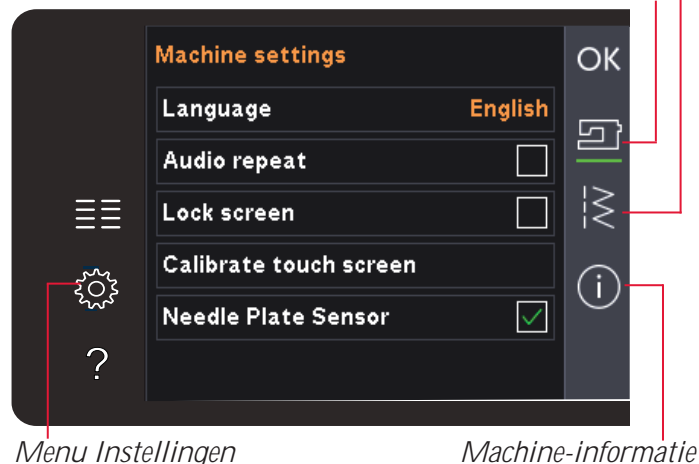 Machine settings
OK
Language English
Audio repeat
Lock screen
Calibrate touch screen
Needle Plate Sensor
?
Menu Instellingen
Machine-informatie